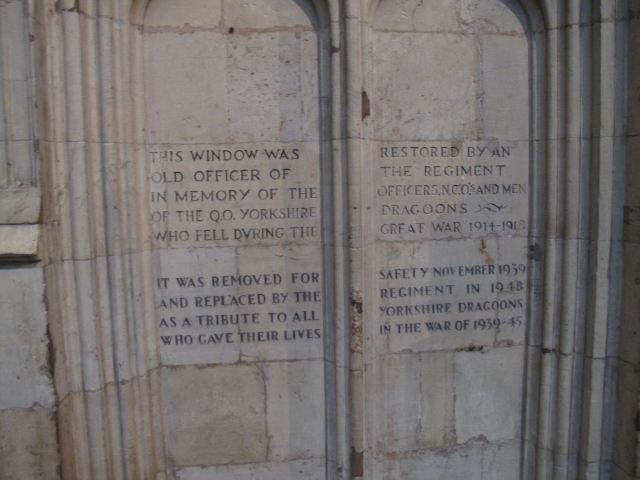 THIS WINDOW WAS RESTORED BY AN
OLD OFFICER OF THE REGIMENT
IN MEMORY OF THE OFFICERS, N.C.O's AND MEN
OF THE Q.O. YORKSHIRE DRAGOONS
WHO FELL DVRING THE GREAT WAR 1914-1918
IT WAS REMOVED FOR SAFETY NOVEMBER 1939
AND REPLACED BY THE REGIMENT IN 1948
AS A TRIBUTE TO ALL YORKSHIRE DRAGOONS
WHO GAVE THEIR LIVES IN THE WAR OF 1939-45